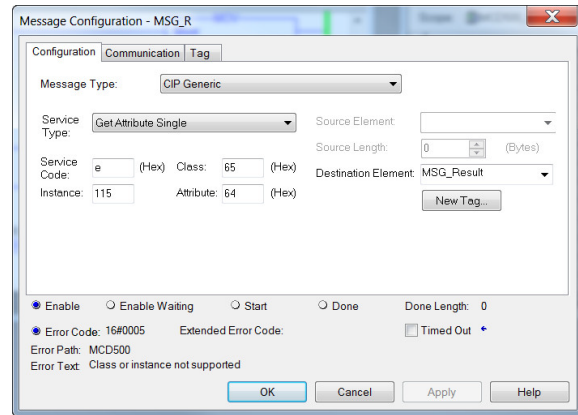 Message Configuration - MSG_R
Configuration Communication Tag
Message Type: CIP Generic
Service Type: Get Attribute Single
Source Element:
Source Length: 0 (Bytes)
Service Code: e (Hex) Class: 65 (Hex)
Destination Element: MSG_Result
Instance: 115 Attribute: 64 (Hex)
New Tag...
Enable Enable Waiting Start Done Done Length: 0
Error Code: 16#0005 Extended Error Code: Timed Out
Error Path: MCD500
Error Text: Class or instance not supported
OK Cancel Apply Help